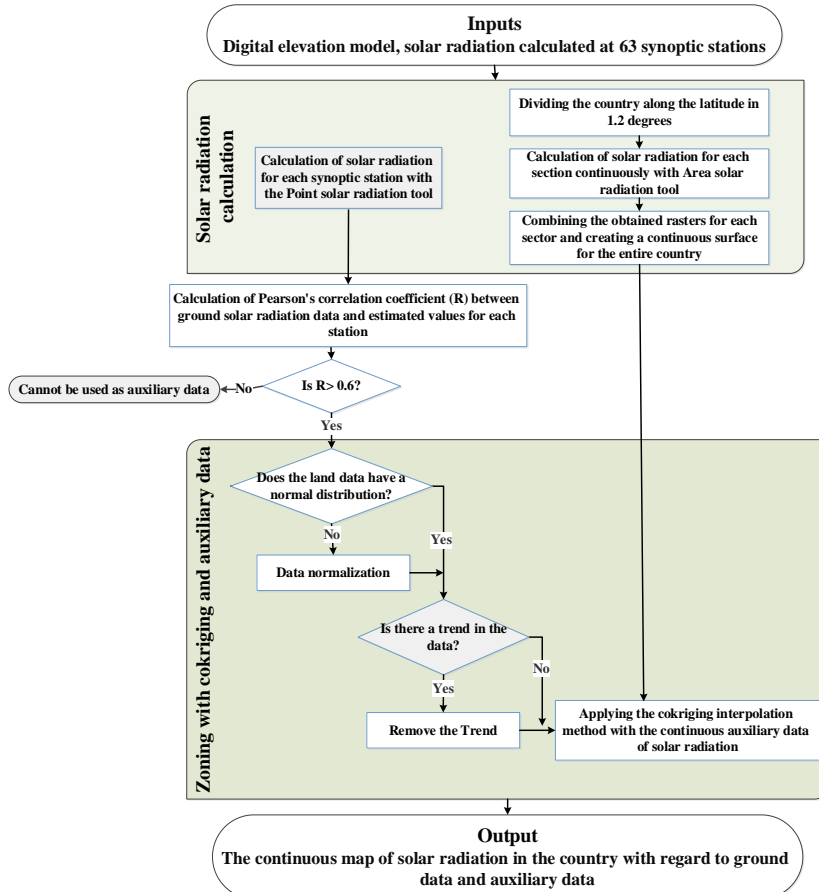 Inputs
Digital elevation model, solar radiation calculated at 63 synoptic stations
Solar radiation
calculation
Dividing the country along the latitude in
1.2 degrees
Calculation of solar radiation
for each synoptic station with
the Point solar radiation tool
Calculation of solar radiation for each
section continuously with Area solar
radiation tool
Combining the obtained rasters for each
sector and creating a continuous surface
for the entire country
Calculation of Pearson's correlation coefficient (R) between
ground solar radiation data and estimated values for each
station
Is R> 0.6?
No
Cannot be used as auxiliary data
Yes
Zoning with cokriging and auxiliary data
Does the land data have a
normal distribution?
No
Yes
Data normalization
Is there a trend in the
data?
No
Yes
Remove the Trend
Applying the cokriging interpolation
method with the continuous auxiliary data
of solar radiation
Output
The continuous map of solar radiation in the country with regard to ground
data and auxiliary data